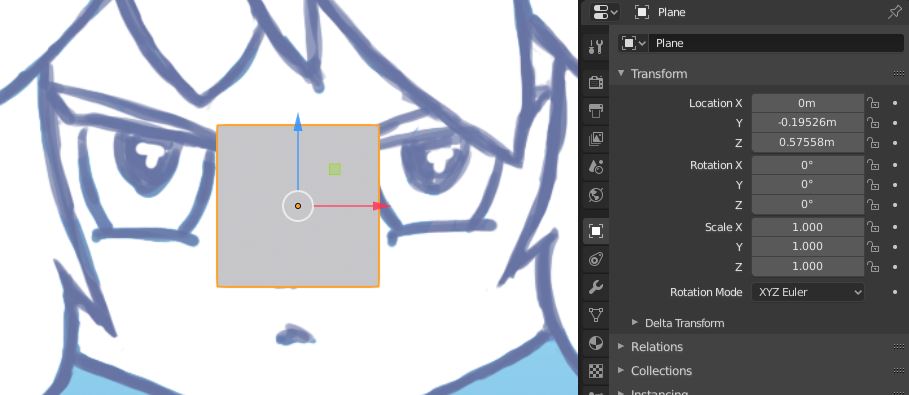 Plane
Plane
Transform
Location X 0m
Y -0.19526m
Z 0.57558m
Rotation X 0°
Y 0°
Z 0°
Scale X 1.000
Y 1.000
Z 1.000
Rotation Mode XYZ Euler
Delta Transform
Relations
Collections
Instancing